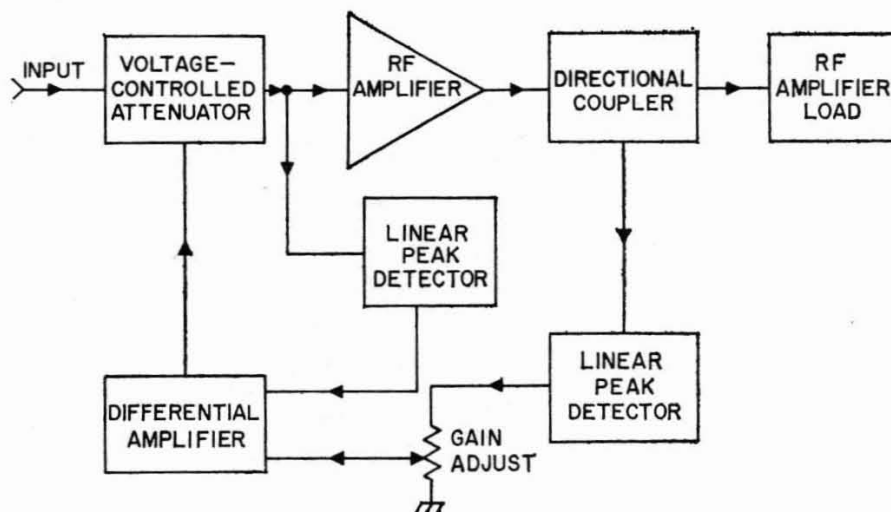 INPUT
VOLTAGE-
CONTROLLED
ATTENUATOR
RF
AMPLIFIER
DIRECTIONAL
COUPLER
RF
AMPLIFIER
LOAD
LINEAR
PEAK
DETECTOR
LINEAR
PEAK
DETECTOR
DIFFERENTIAL
AMPLIFIER
GAIN
ADJUST